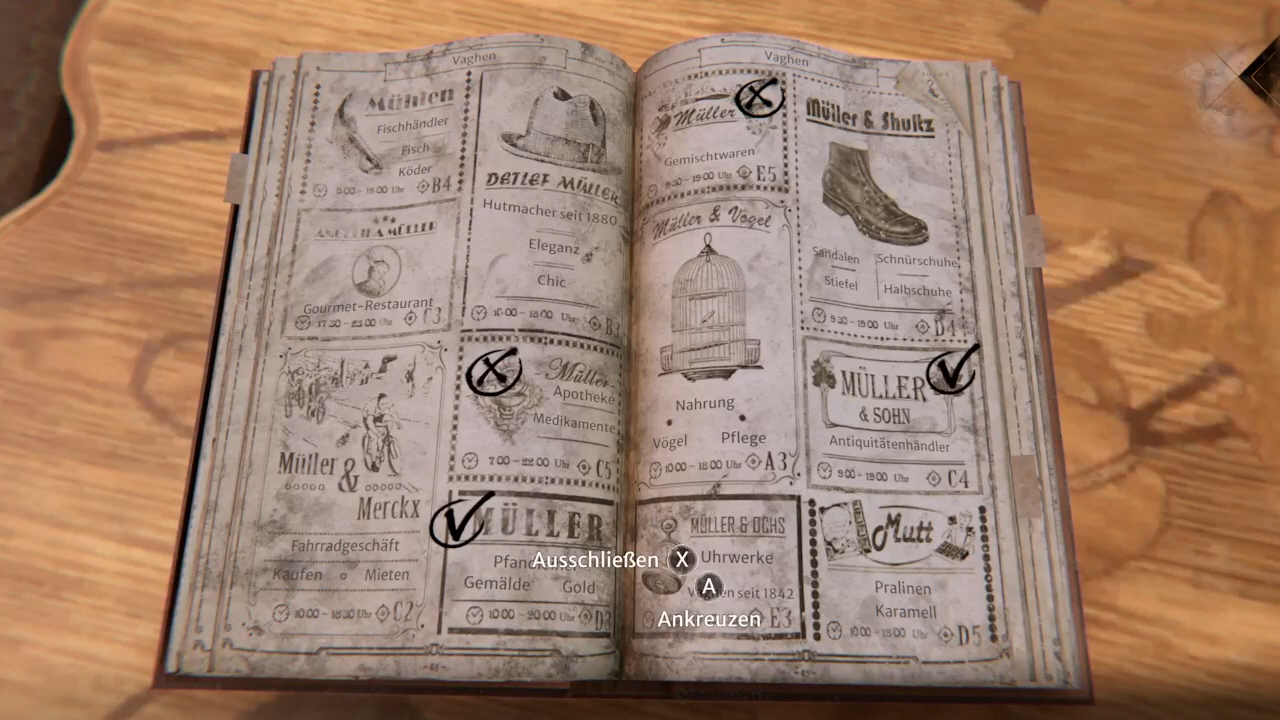 Vaghen
Mühlen
Fischhändler
Fisch
Köder
8:00 - 18:00 Uhr B4
ANGELIKA MÜLLER
Gourmet-Restaurant
17:30 - 23:00 Uhr C3
Müller
&
Merckx
Fahrradgeschäft
Kaufen Mieten
10:00 - 18:30 Uhr C2
DETLEF MÜLLER
Hutmacher seit 1880
Eleganz
Chic
10:00 - 18:00 Uhr
Müller
Apotheke
Medikamente
7:00 - 22:00 Uhr C5
MÜLLER
Gemälde Gold
10:00 - 20:00 Uhr D3
- 48 -
Vaghen
Müller
Gemischtwaren
9:30 - 19:00 Uhr E5
Müller & Vogel
Nahrung
Vögel Pflege
10:00 - 18:00 Uhr A3
MÜLLER & OCHS
Uhrwerke
seit 1842
E3
Müller & Shultz
Sandalen Schnürschuhe
Stiefel Halbschuhe
9:30 - 19:00 Uhr D4
MÜLLER
& SOHN
Antiquitätenhändler
9:00 - 19:00 Uhr C4
Mutt
Pralinen
Karamell
10:00 - 18:00 Uhr D5
- 49 -
Ausschließen X
A
Ankreuzen